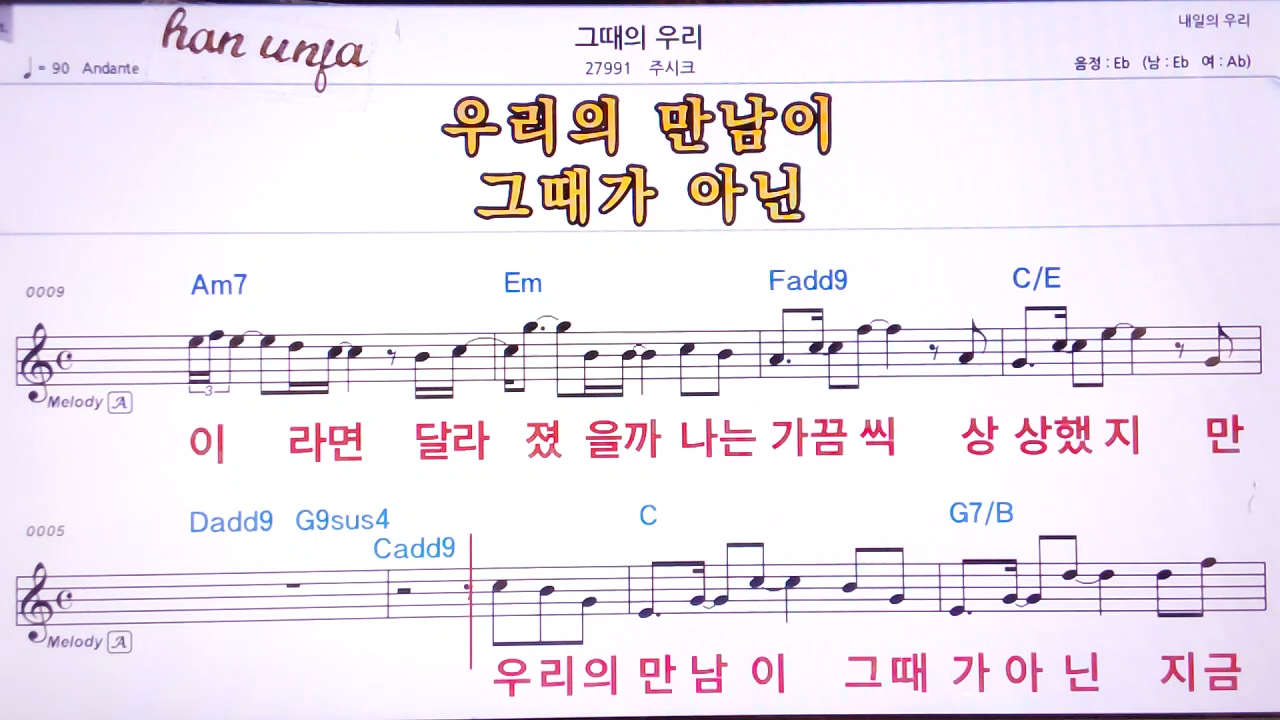 han unja
그때의 우리
내일의 우리
♩= 90 Andante
27991 주시크
음정 : Eb (남 : Eb 여 : Ab)
우리의 만남이
그때가 아닌
0009
Am7 Em Fadd9 C/E
3
Melody A
이 라면 달라 졌 을까 나는 가끔 씩 상 상했 지 만
0005
Dadd9 G9sus4 Cadd9 C G7/B
Melody A
우리의 만 남 이 그때 가 아 닌 지금